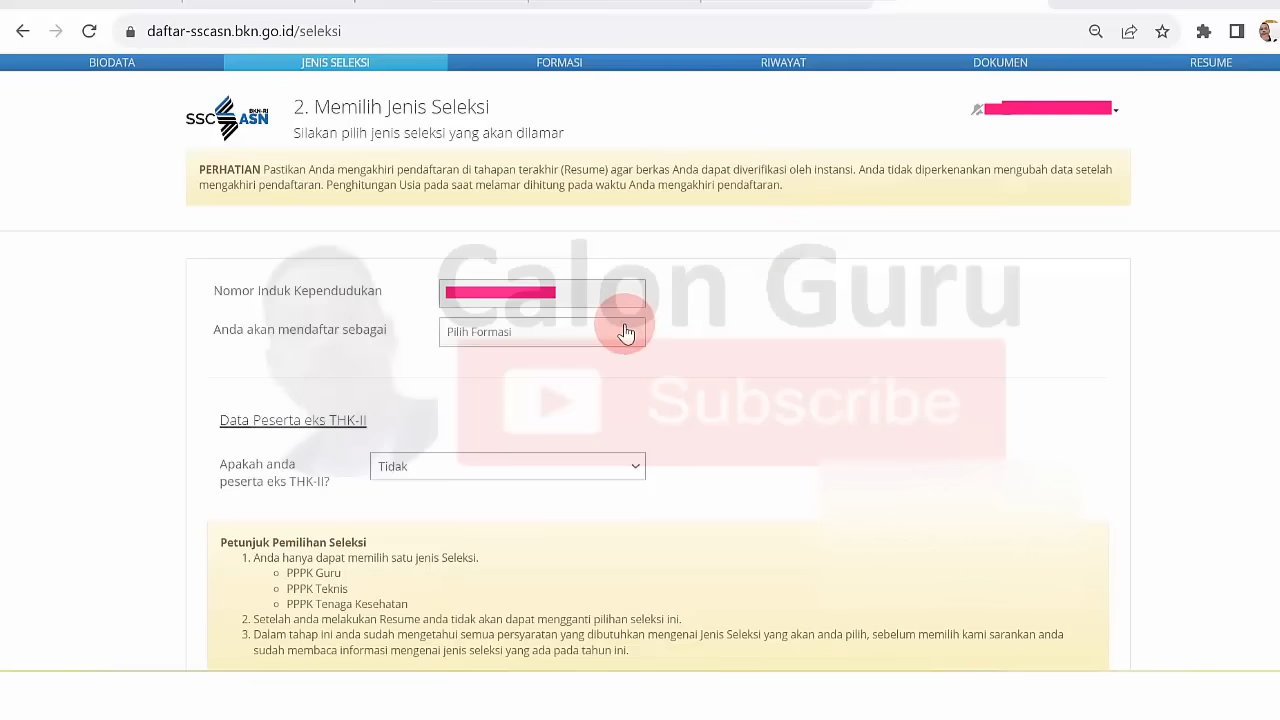 daftar-sscasn.bkn.go.id/seleksi
BIODATA JENIS SELEKSI FORMASI RIWAYAT DOKUMEN RESUME
SSC ASN BKN-RI
2. Memilih Jenis Seleksi
Silakan pilih jenis seleksi yang akan dilamar
PERHATIAN Pastikan Anda mengakhiri pendaftaran di tahapan terakhir (Resume) agar berkas Anda dapat diverifikasi oleh instansi. Anda tidak diperkenankan mengubah data setelah
mengakhiri pendaftaran. Penghitungan Usia pada saat melamar dihitung pada waktu Anda mengakhiri pendaftaran.
Calon Guru
Nomor Induk Kependudukan
Anda akan mendaftar sebagai Pilih Formasi
Subscribe
Data Peserta eks THK-II
Apakah anda
peserta eks THK-II? Tidak
Petunjuk Pemilihan Seleksi
1. Anda hanya dapat memilih satu jenis Seleksi.
PPPK Guru
PPPK Teknis
PPPK Tenaga Kesehatan
2. Setelah anda melakukan Resume anda tidak akan dapat mengganti pilihan seleksi ini.
3. Dalam tahap ini anda sudah mengetahui semua persyaratan yang dibutuhkan mengenai Jenis Seleksi yang akan anda pilih, sebelum memilih kami sarankan anda
sudah membaca informasi mengenai jenis seleksi yang ada pada tahun ini.